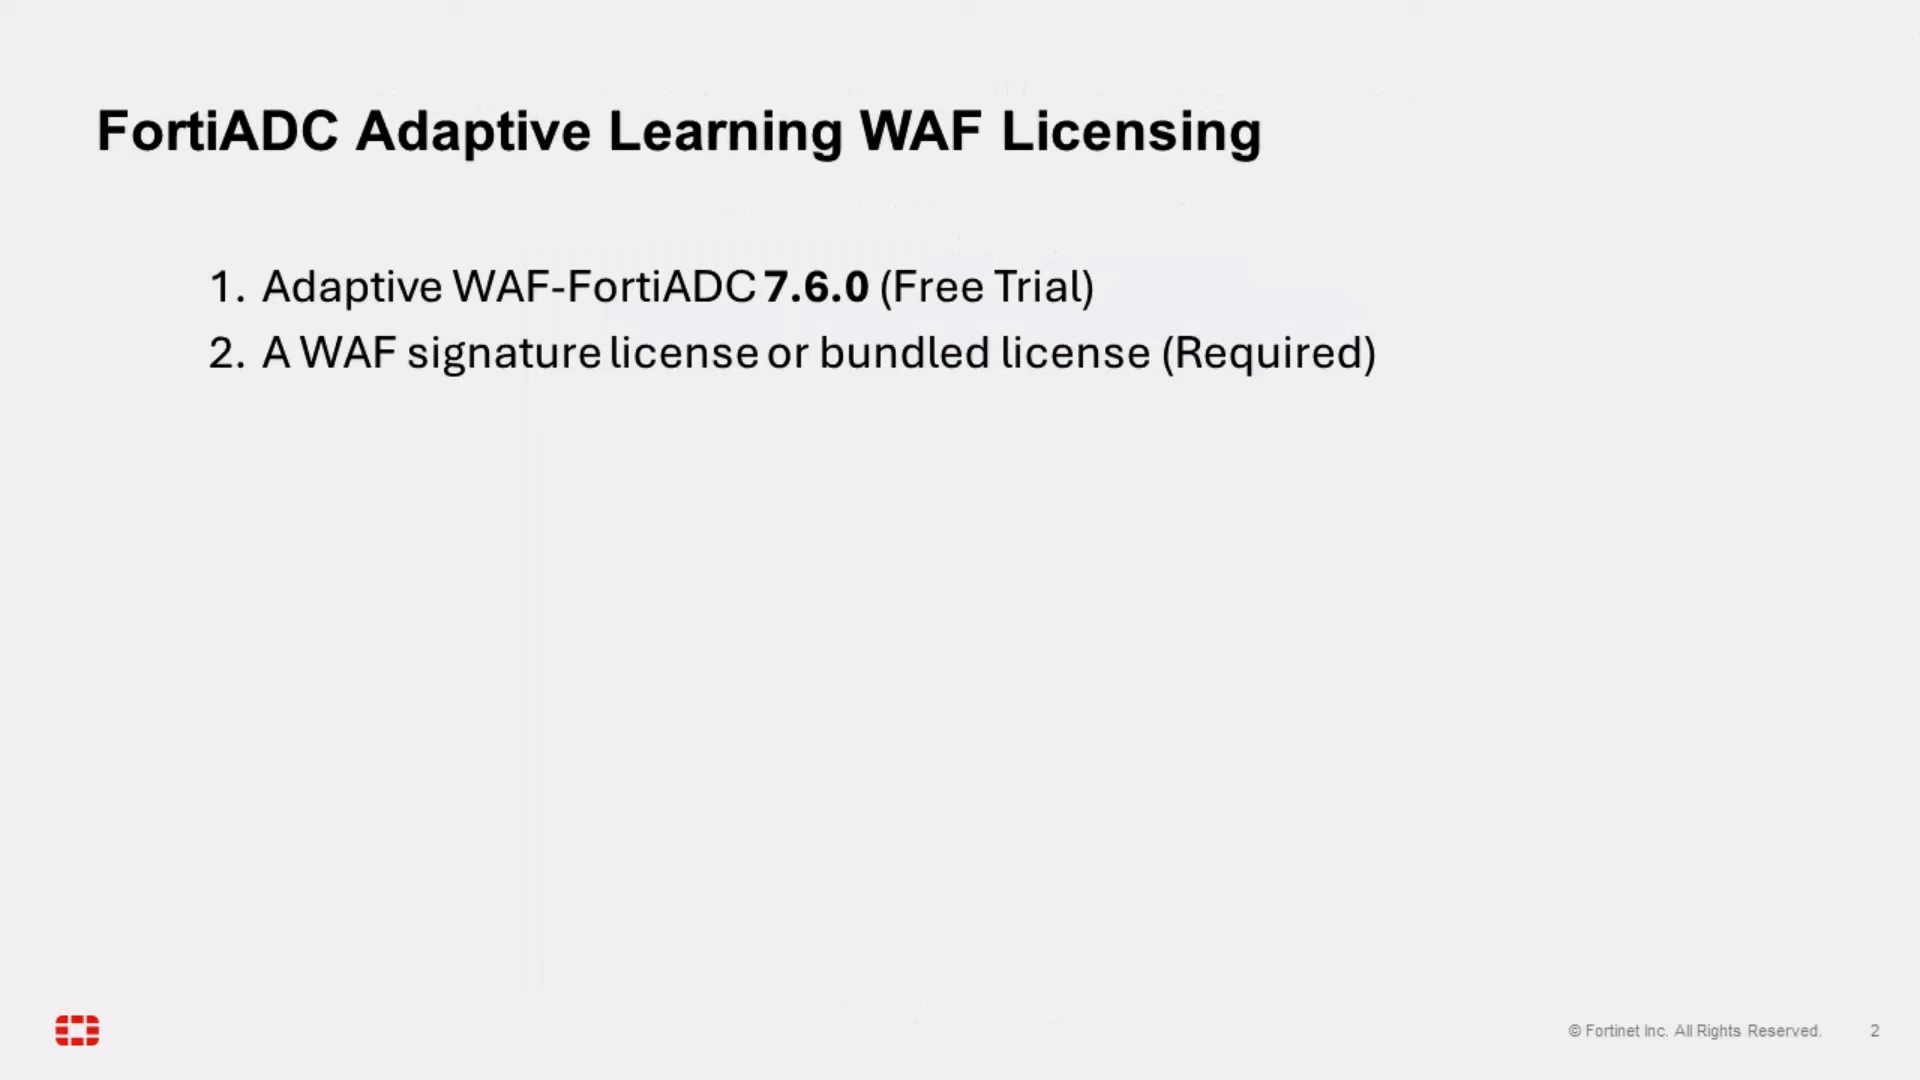 FortiADC Adaptive Learning WAF Licensing
1. Adaptive WAF-FortiADC 7.6.0 (Free Trial)
2. A WAF signature license or bundled license (Required)
© Fortinet Inc. All Rights Reserved. 2